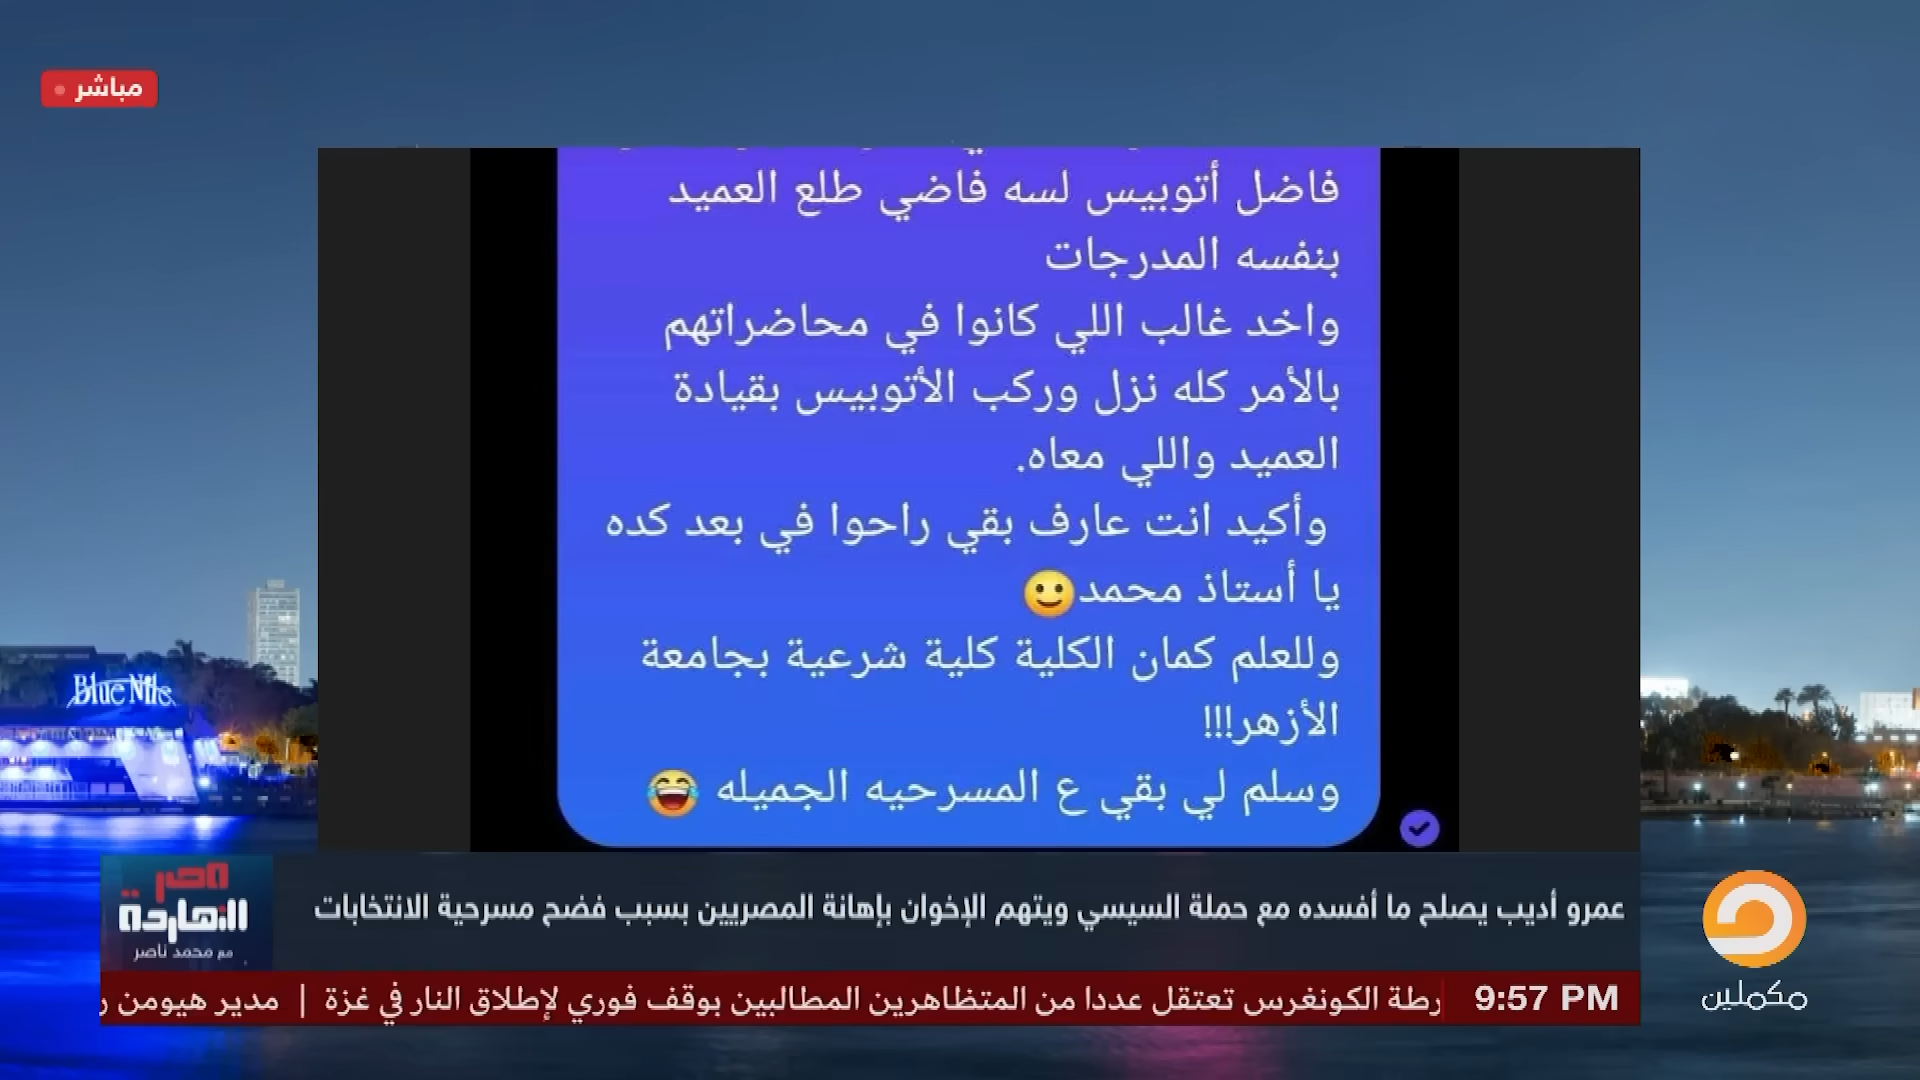 مباشر
فاضل أتوبيس لسه فاضي طلع العميد
بنفسه المدرجات
واخد غالب اللي كانوا في محاضراتهم
بالأمر كله نزل وركب الأتوبيس بقيادة
العميد واللي معاه.
وأكيد انت عارف بقي راحوا في بعد كده
يا أستاذ محمد🙂
وللعلم كمان الكلية كلية شرعية بجامعة
الأزهر!!!
وسلم لي بقي ع المسرحيه الجميله 😂
Blue Nile
مصر
النهاردة
مع محمد ناصر
عمرو أديب يصلح ما أفسده مع حملة السيسي ويتهم الإخوان بإهانة المصريين بسبب فضح مسرحية الانتخابات
9:57 PM
رطة الكونغرس تعتقل عددا من المتظاهرين المطالبين بوقف فوري لإطلاق النار في غزة | مدير هيومن ر
مكملين